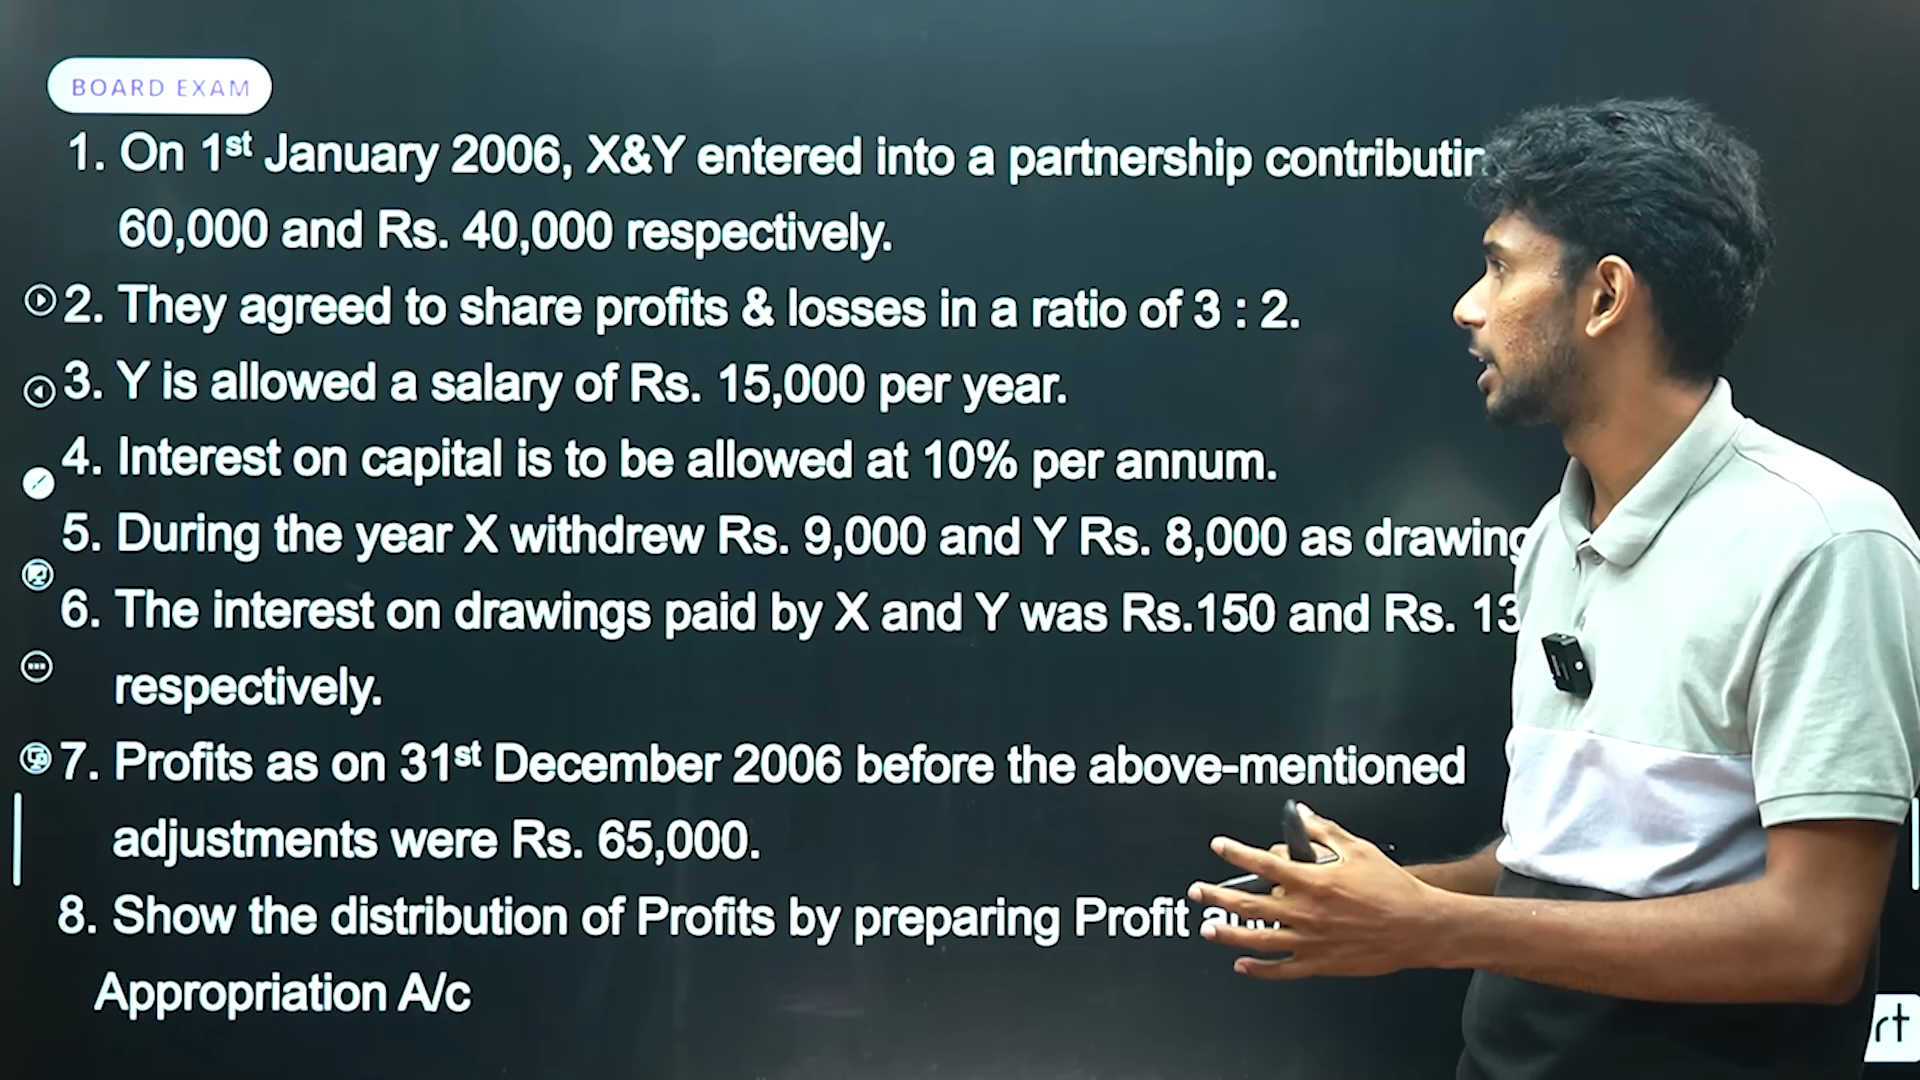 BOARD EXAM
1. On 1st January 2006, X&Y entered into a partnership
60,000 and Rs. 40,000 respectively.
2. They agreed to share profits & losses in a ratio of 3 : 2.
3. Y is allowed a salary of Rs. 15,000 per year.
4. Interest on capital is to be allowed at 10% per annum.
5. During the year X withdrew Rs. 9,000 and Y Rs. 8,000 as
6. The interest on drawings paid by X and Y was Rs.150 and Rs.
respectively.
7. Profits as on 31st December 2006 before the above-mentioned
adjustments were Rs. 65,000.
8. Show the distribution of Profits by preparing Profit
Appropriation A/c